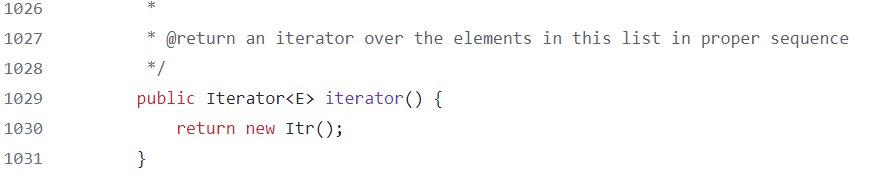 1026         *
1027         * @return an iterator over the elements in this list in proper sequence
1028         */
1029        public Iterator<E> iterator() {
1030            return new Itr();
1031        }